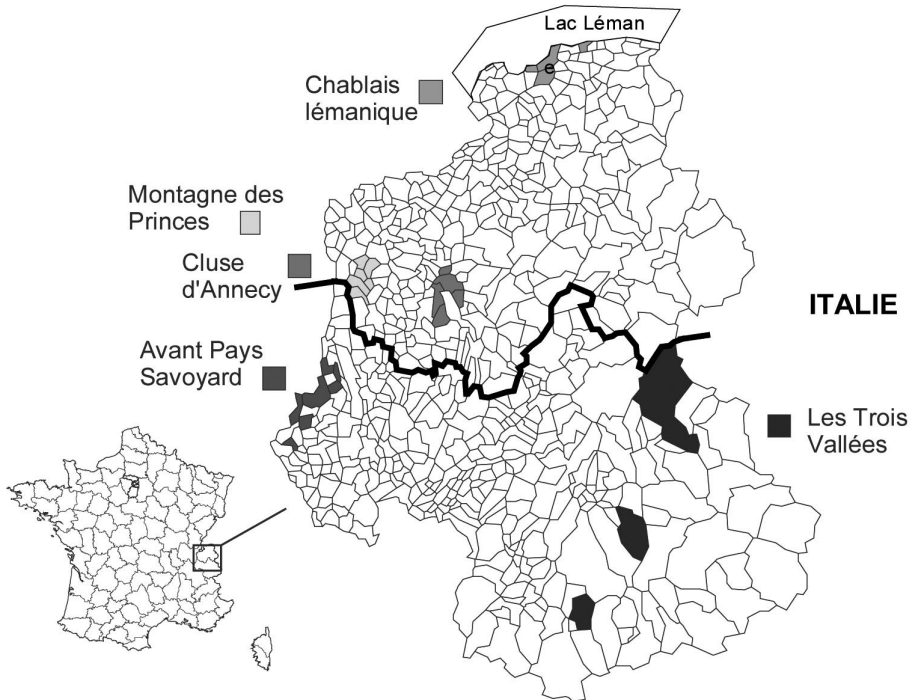 Lac Léman
e
Chablais
lémanique
Montagne des
Princes
Cluse
d'Annecy
ITALIE
Avant Pays
Savoyard
Les Trois
Vallées